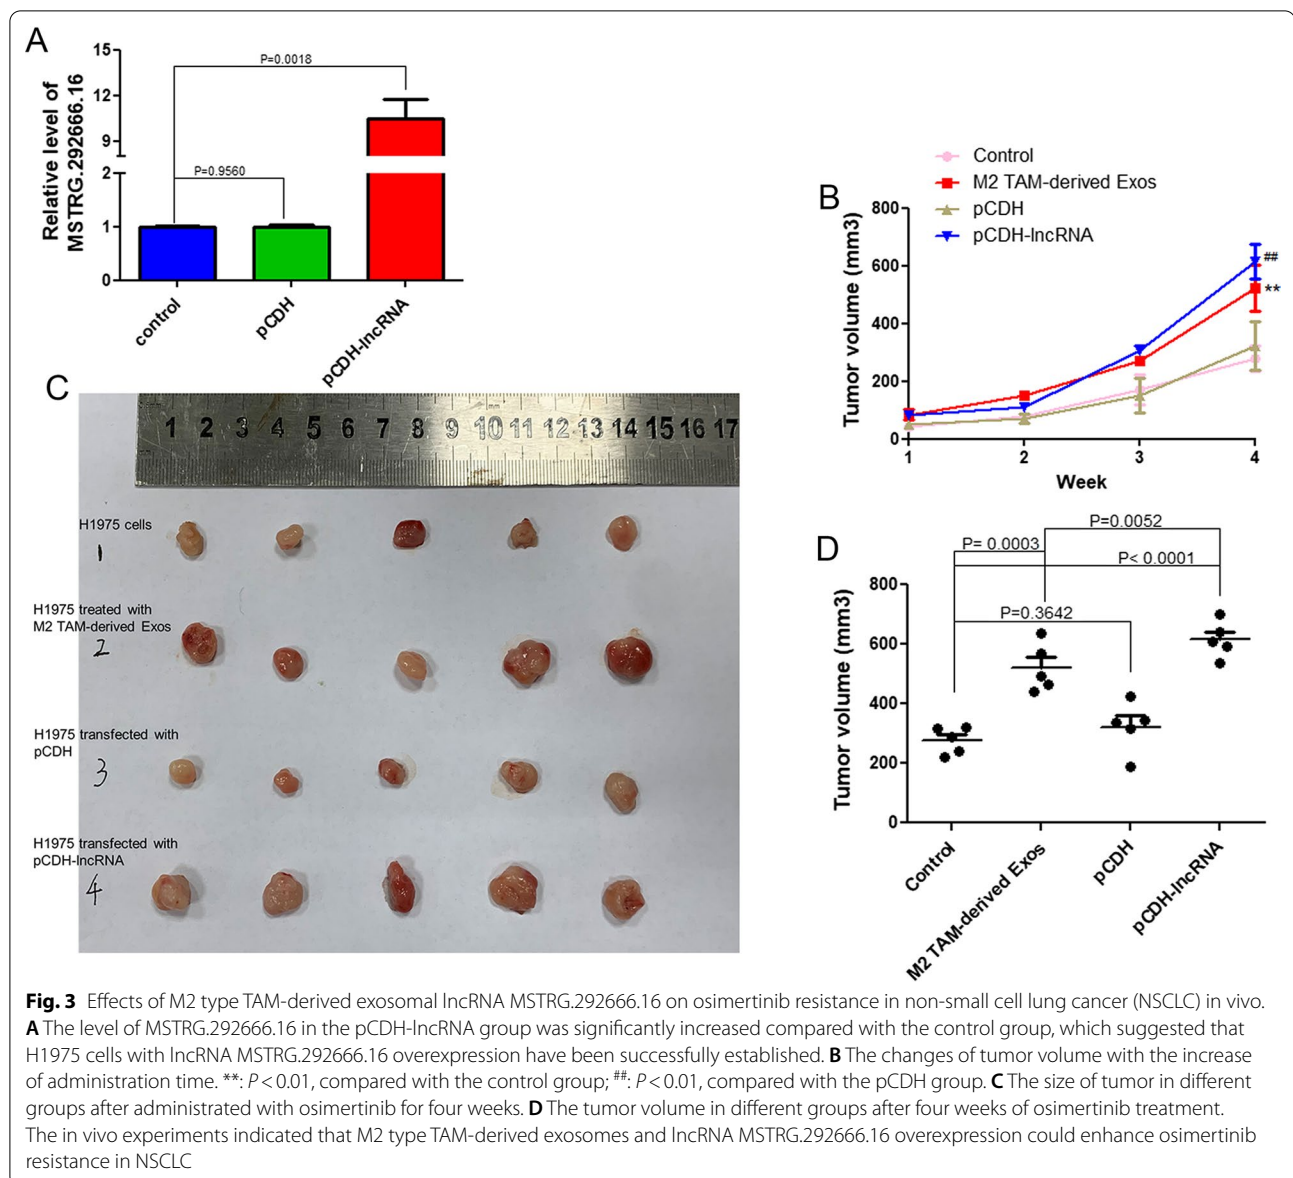 A
Relative level of
MSTRG.292666.16
15
12
9
2
1
0
P=0.0018
P=0.9560
control
pCDH
pCDH-lncRNA
B
Control
M2 TAM-derived Exos
pCDH
pCDH-lncRNA
Tumor volume (mm3)
800
600
400
200
0
##
**
1
2
3
4
Week
C
1 2 3 4 5 6 7 8 9 10 11 12 13 14 15 16 17
H1975 cells
1
H1975 treated with
M2 TAM-derived Exos
2
H1975 transfected with
pCDH
3
H1975 transfected with
pCDH-lncRNA
4
D
P=0.0052
P= 0.0003
P< 0.0001
P=0.3642
Tumor volume (mm3)
800
600
400
200
0
Control
M2 TAM-derived Exos
pCDH
pCDH-lncRNA
Fig. 3 Effects of M2 type TAM-derived exosomal lncRNA MSTRG.292666.16 on osimertinib resistance in non-small cell lung cancer (NSCLC) in vivo.
A The level of MSTRG.292666.16 in the pCDH-lncRNA group was significantly increased compared with the control group, which suggested that
H1975 cells with lncRNA MSTRG.292666.16 overexpression have been successfully established. B The changes of tumor volume with the increase
of administration time. **: P < 0.01, compared with the control group; ##: P < 0.01, compared with the pCDH group. C The size of tumor in different
groups after administrated with osimertinib for four weeks. D The tumor volume in different groups after four weeks of osimertinib treatment.
The in vivo experiments indicated that M2 type TAM-derived exosomes and lncRNA MSTRG.292666.16 overexpression could enhance osimertinib
resistance in NSCLC